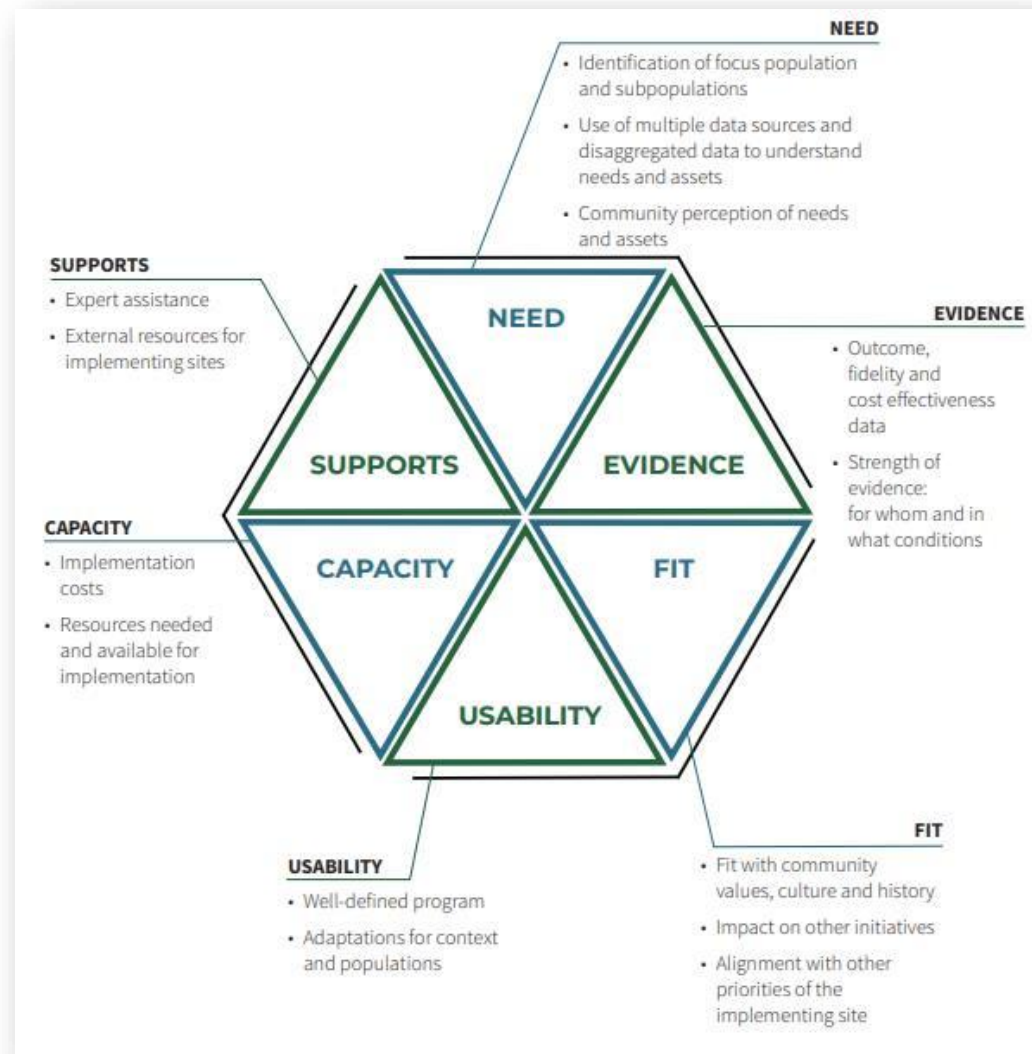 NEED
• Identification of focus population
and subpopulations
• Use of multiple data sources and
disaggregated data to understand
needs and assets
• Community perception of needs
and assets
SUPPORTS
• Expert assistance
• External resources for
implementing sites
EVIDENCE
• Outcome,
fidelity and
cost effectiveness
data
• Strength of
evidence:
for whom and in
what conditions
NEED
SUPPORTS
EVIDENCE
CAPACITY
FIT
USABILITY
CAPACITY
• Implementation
costs
• Resources needed
and available for
implementation
USABILITY
• Well-defined program
• Adaptations for context
and populations
FIT
• Fit with community
values, culture and history
• Impact on other initiatives
• Alignment with other
priorities of the
implementing site